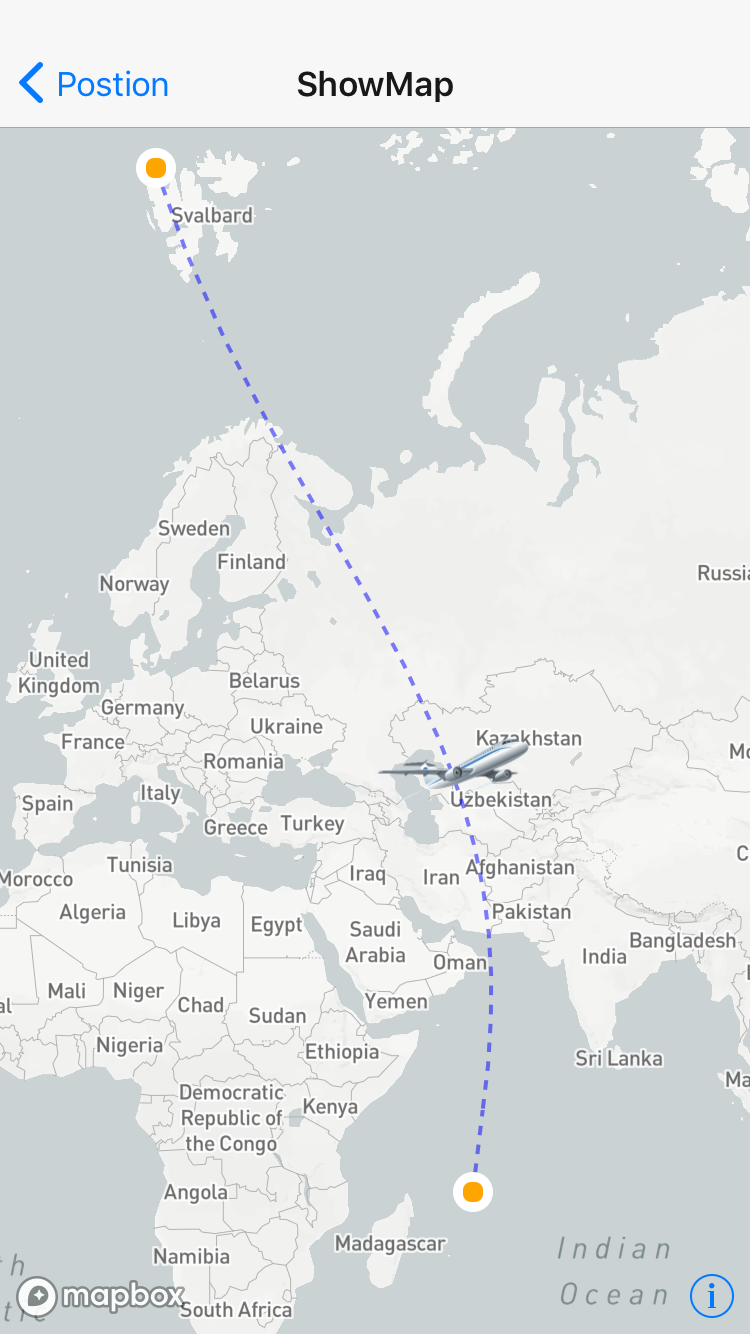 Postion
ShowMap
Svalbard
Sweden
Finland
Norway
Russia
United
Kingdom
Belarus
Germany
Ukraine
France
Kazakhstan
Romania
Italy
Spain
Uzbekistan
Greece
Turkey
Tunisia
Morocco
Iraq
Iran
Afghanistan
Algeria
Libya
Egypt
Pakistan
Saudi
Arabia
Oman
India
Bangladesh
Mali
Niger
Chad
Yemen
Sudan
Nigeria
Ethiopia
Sri Lanka
Democratic
Republic of
the Congo
Kenya
Angola
Madagascar
Namibia
Indian
Ocean
mapbox
South Africa
i